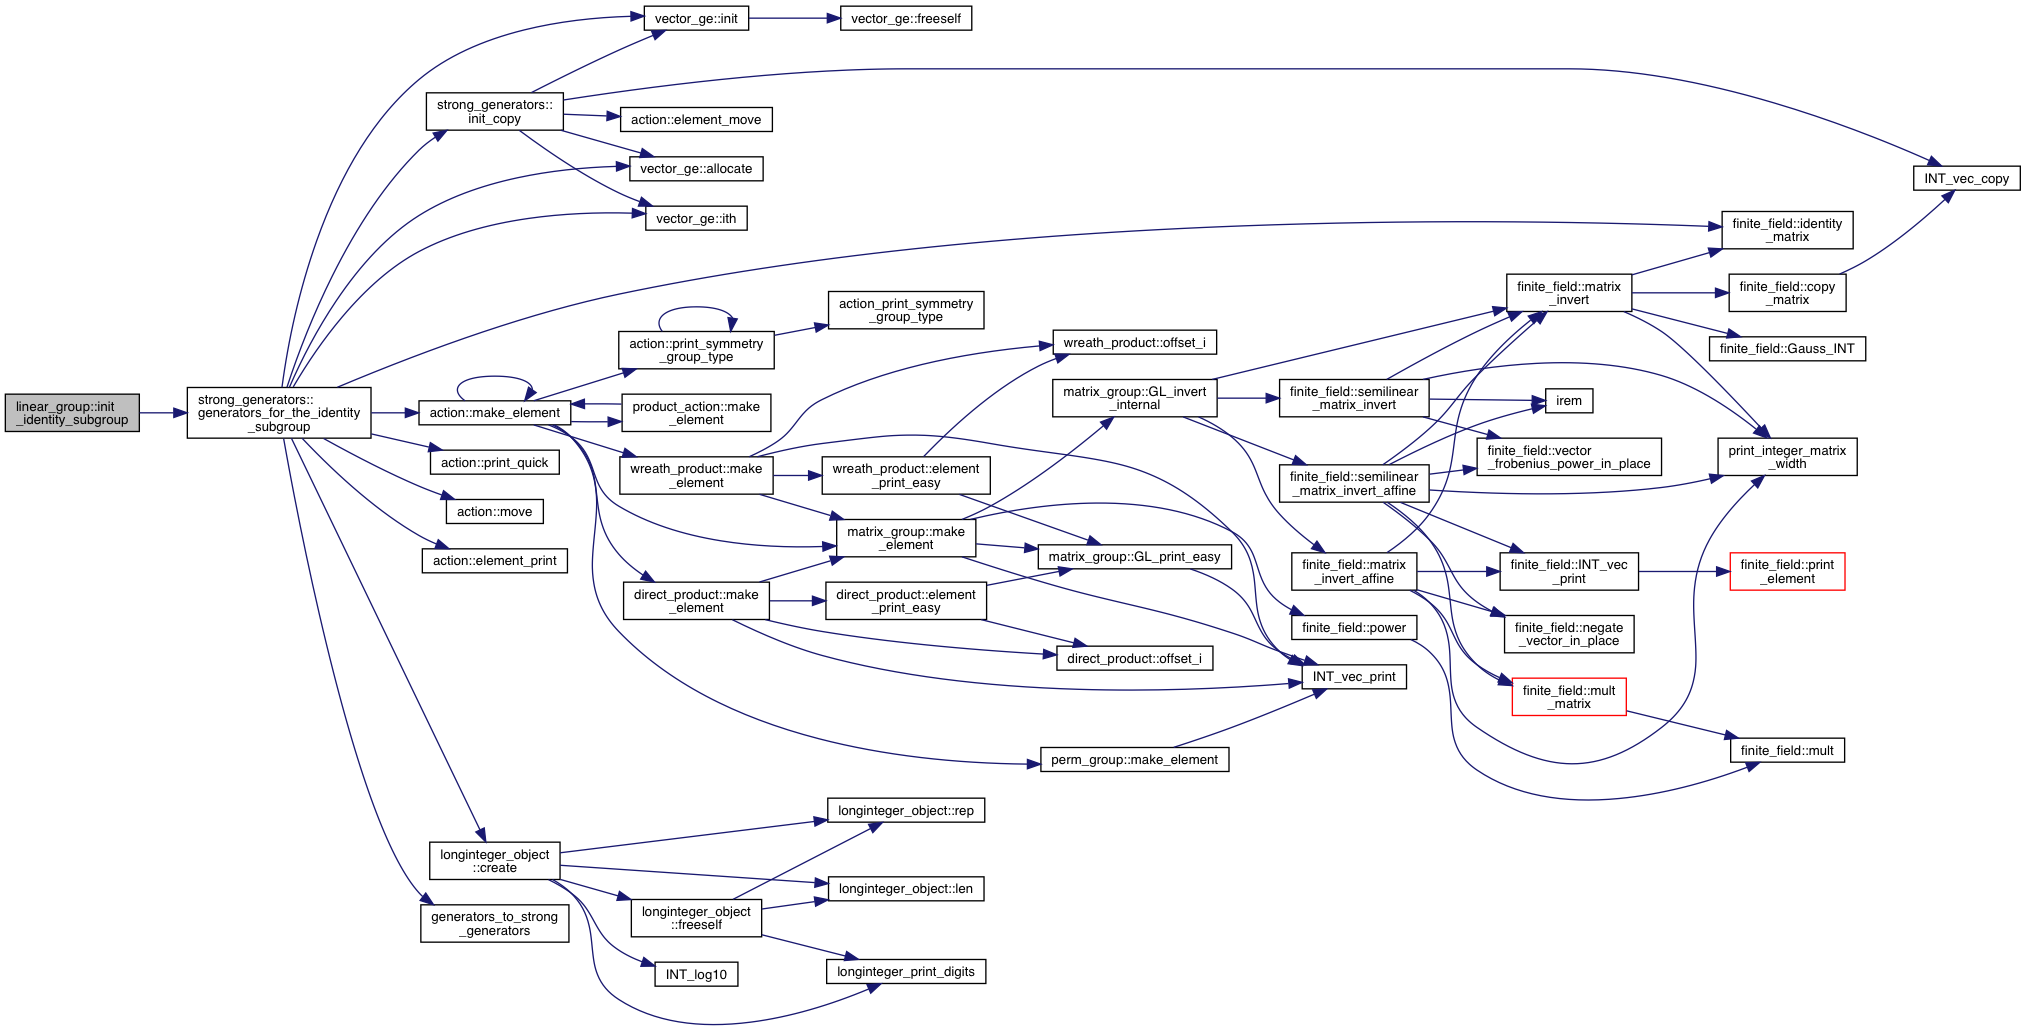 linear_group::init
_identity_subgroup
strong_generators::
generators_for_the_identity
_subgroup
vector_ge::init
vector_ge::freeself
strong_generators::
init_copy
action::element_move
vector_ge::allocate
vector_ge::ith
INT_vec_copy
finite_field::identity
_matrix
finite_field::matrix
_invert
finite_field::copy
_matrix
finite_field::Gauss_INT
action_print_symmetry
_group_type
action::print_symmetry
_group_type
wreath_product::offset_i
action::make_element
product_action::make
_element
matrix_group::GL_invert
_internal
finite_field::semilinear
_matrix_invert
irem
finite_field::vector
_frobenius_power_in_place
print_integer_matrix
_width
action::print_quick
wreath_product::make
_element
wreath_product::element
_print_easy
finite_field::semilinear
_matrix_invert_affine
action::move
matrix_group::make
_element
action::element_print
matrix_group::GL_print_easy
finite_field::matrix
_invert_affine
finite_field::INT_vec
_print
finite_field::print
_element
direct_product::make
_element
direct_product::element
_print_easy
finite_field::power
finite_field::negate
_vector_in_place
direct_product::offset_i
INT_vec_print
finite_field::mult
_matrix
finite_field::mult
perm_group::make_element
longinteger_object::rep
longinteger_object
::create
longinteger_object::len
generators_to_strong
_generators
longinteger_object
::freeself
INT_log10
longinteger_print_digits